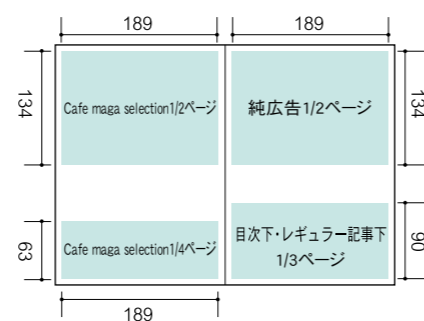 189
189
134
Cafe maga selection1/2ページ
純広告1/2ページ
134
63
Cafe maga selection1/4ページ
目次下・レギュラー記事下
1/3ページ
90
189